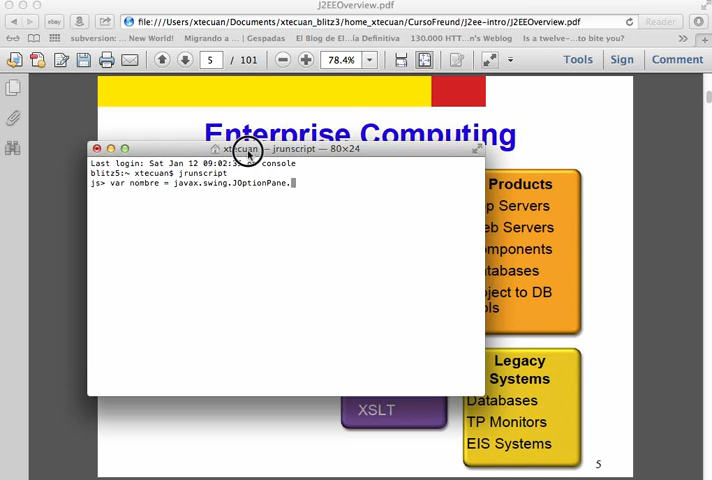 J2EEOverview.pdf
file:///Users/xtecuan/Documents/xtecuan_blitz3/home_xtecuan/CursoFreund/J2ee-intro/J2EEOverview.pdf
Reader
ebay
subversion: ... New World!
Migrando a ... | Gespadas
El Blog de El...ía Definitiva
130.000 HTT...n's Weblog
Is a twelve-...to bite you?
5 / 101
78.4%
Tools
Sign
Comment
Enterprise Computing
xtecuan — jrunscript — 80×24
Last login: Sat Jan 12 09:02:3 on console
blitz5:~ xtecuan$ jrunscript
js> var nombre = javax.swing.JOptionPane.
Products
p Servers
eb Servers
omponents
atabases
ject to DB
ols
Legacy
Systems
Databases
TP Monitors
EIS Systems
XSLT
5